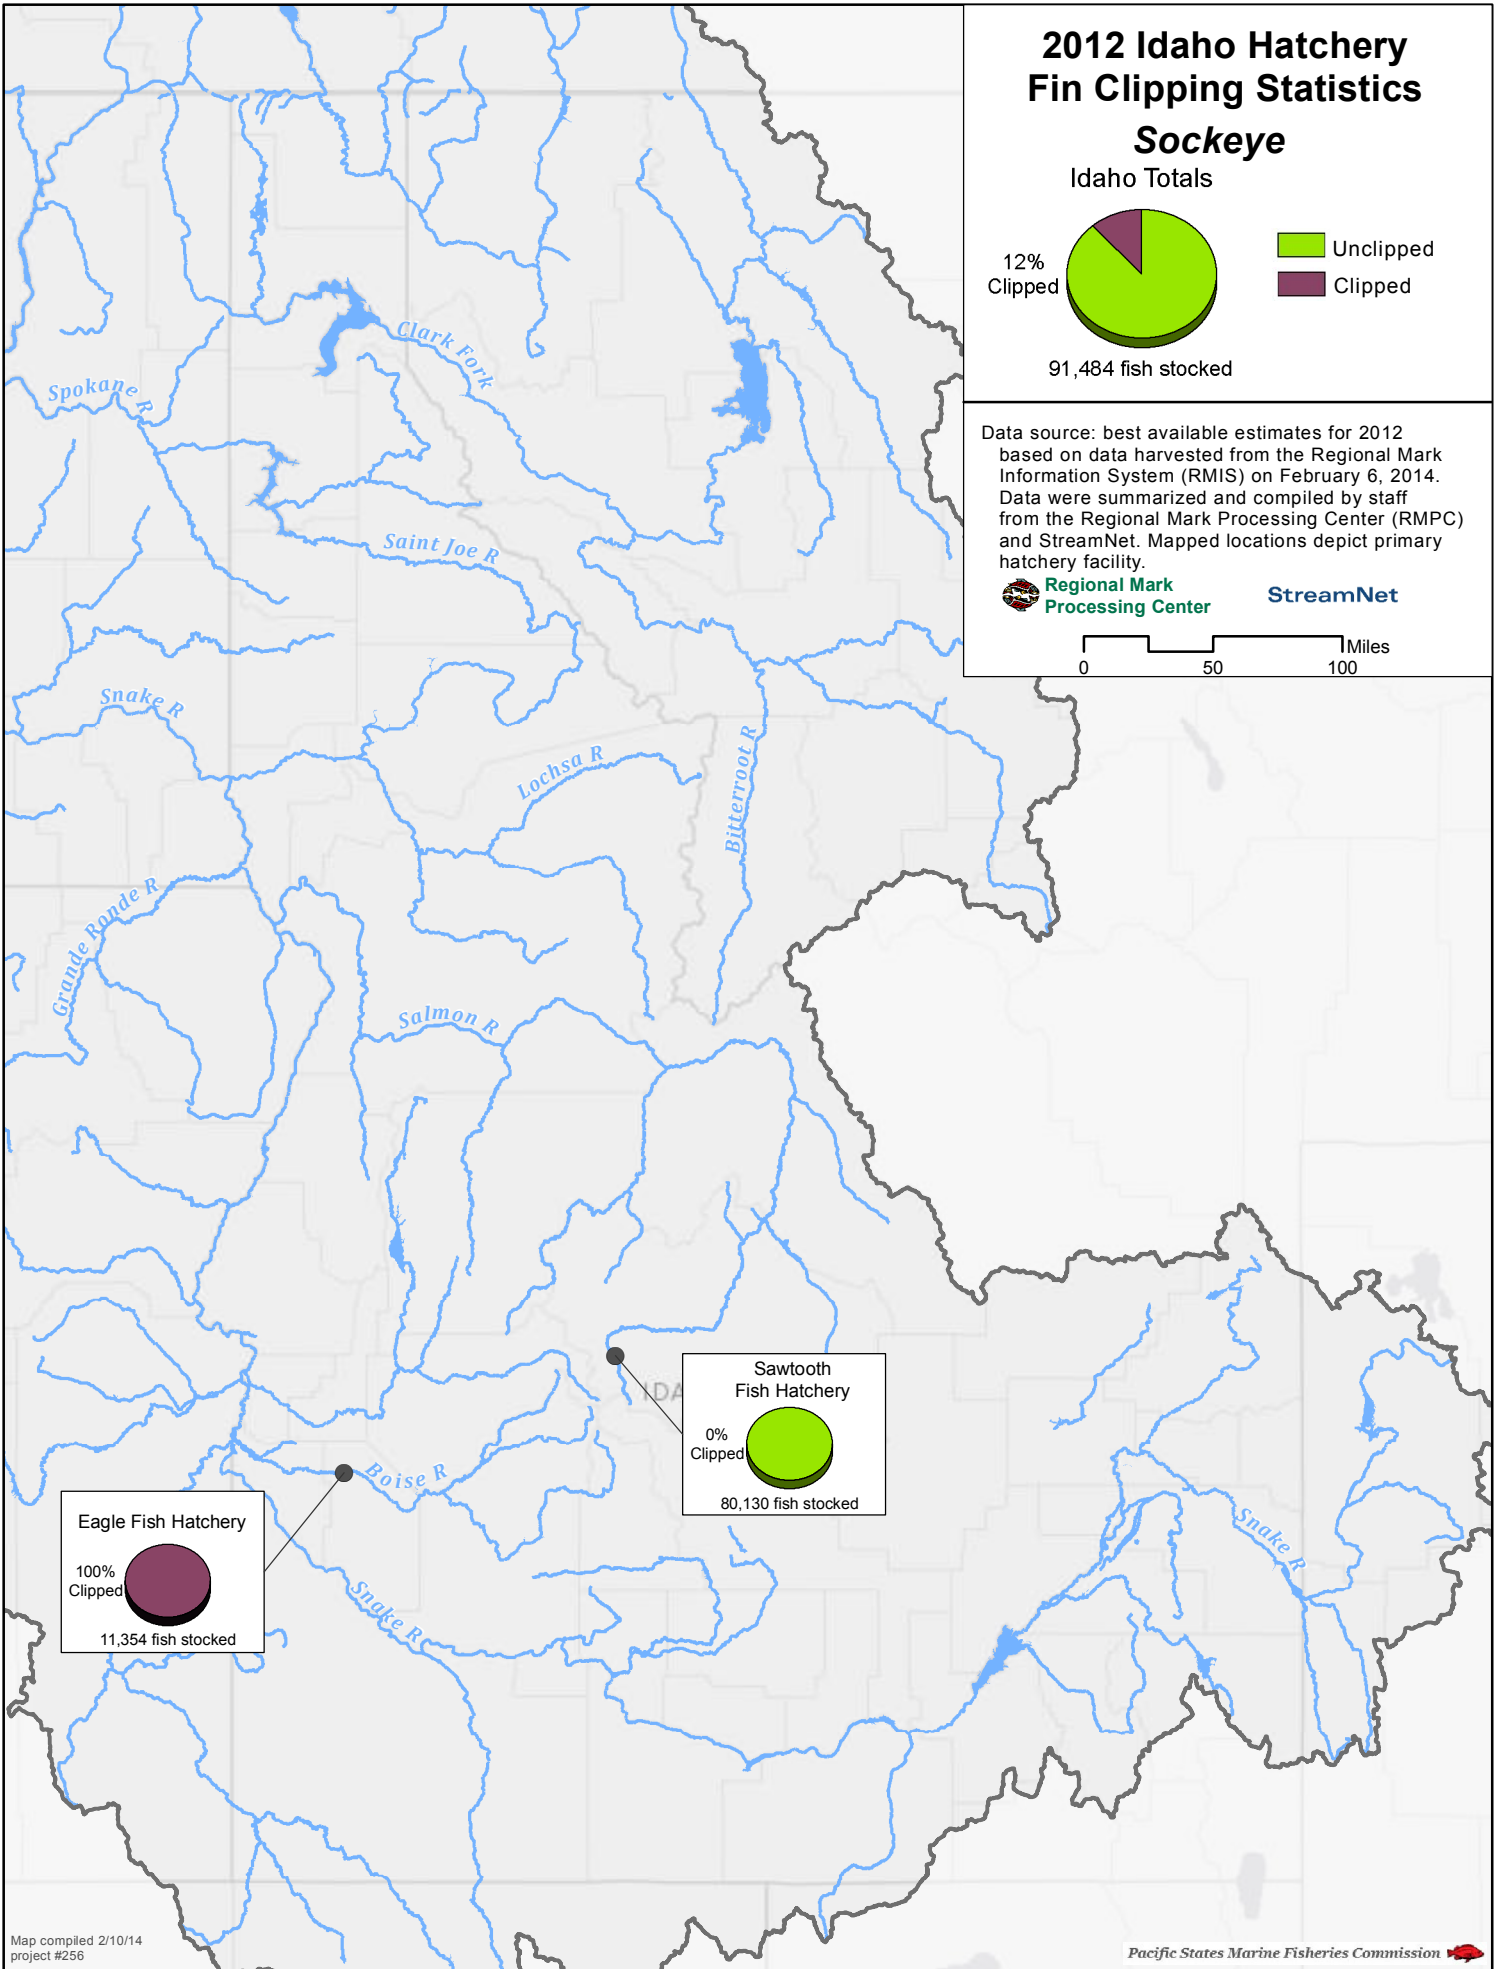 2012 Idaho Hatchery
Fin Clipping Statistics
Sockeye
Idaho Totals
12%
Clipped
Unclipped
Clipped
91,484 fish stocked
Data source: best available estimates for 2012
based on data harvested from the Regional Mark
Information System (RMIS) on February 6, 2014.
Data were summarized and compiled by staff
from the Regional Mark Processing Center (RMPC)
and StreamNet. Mapped locations depict primary
hatchery facility.
Regional Mark
Processing Center
StreamNet
Miles
0 50 100
Clark Fork
Spokane R
Saint Joe R
Snake R
Lochsa R
Bitterroot R
Grande Ronde R
Salmon R
IDA
Sawtooth
Fish Hatchery
0%
Clipped
80,130 fish stocked
Boise R
Eagle Fish Hatchery
100%
Clipped
11,354 fish stocked
Snake R
Snake R
Map compiled 2/10/14
project #256
Pacific States Marine Fisheries Commission